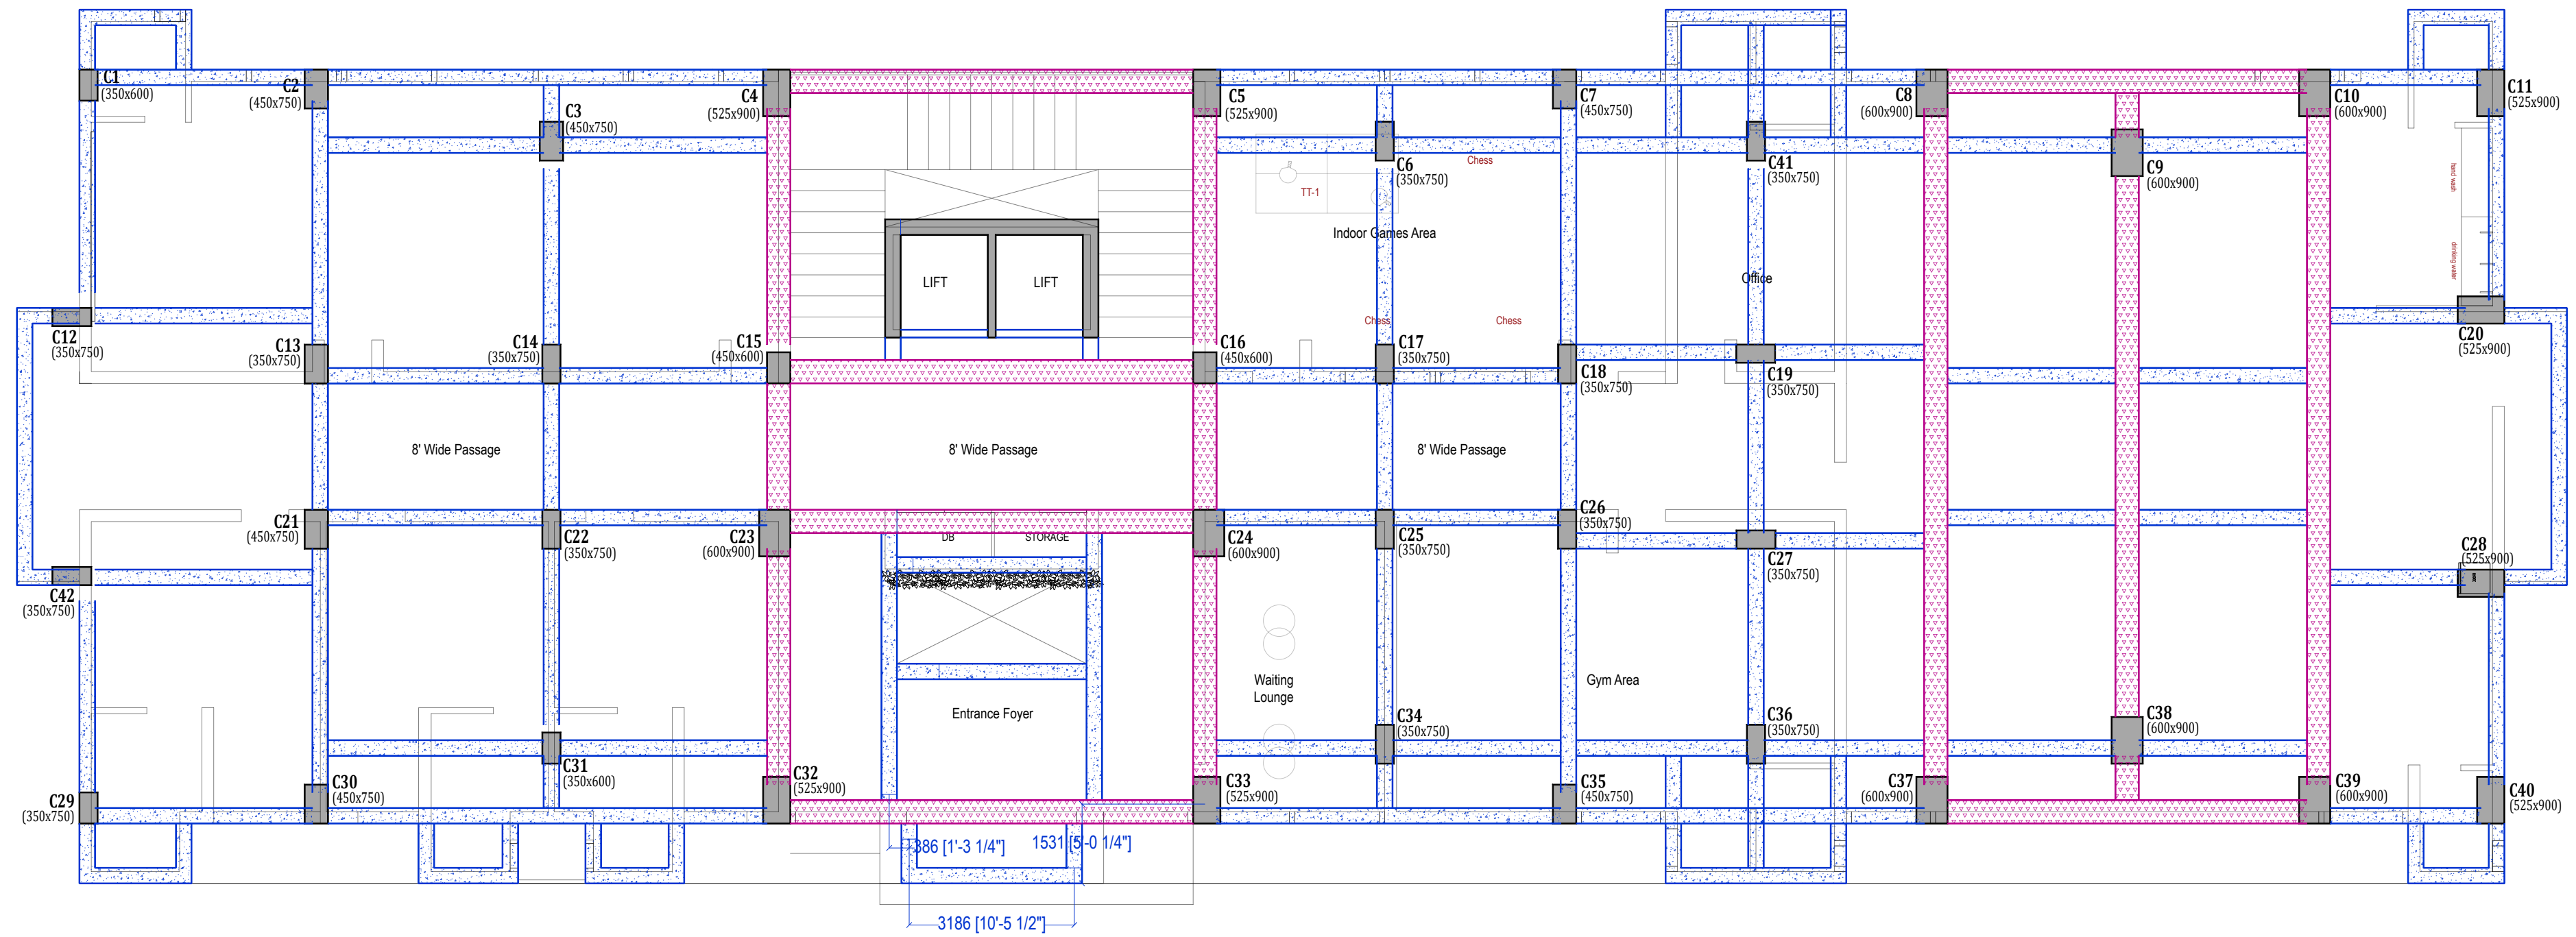 C1
(350x600)
C2
(450x750)
C3
(450x750)
C4
(525x900)
C5
(525x900)
C6
(350x750)
C7
(450x750)
C41
(350x750)
C8
(600x900)
C9
(600x900)
C10
(600x900)
C11
(525x900)
Chess
TT-1
Indoor Games Area
hand wash
drinking water
LIFT
LIFT
Office
Chess
Chess
C12
(350x750)
C13
(350x750)
C14
(350x750)
C15
(450x600)
C16
(450x600)
C17
(350x750)
C18
(350x750)
C19
(350x750)
C20
(525x900)
8' Wide Passage
8' Wide Passage
8' Wide Passage
C21
(450x750)
C22
(350x750)
C23
(600x900)
DB
STORAGE
C24
(600x900)
C25
(350x750)
C26
(350x750)
C27
(350x750)
C28
(525x900)
C42
(350x750)
Waiting
Lounge
Gym Area
Entrance Foyer
C29
(350x750)
C30
(450x750)
C31
(350x600)
C32
(525x900)
C33
(525x900)
C34
(350x750)
C35
(450x750)
C36
(350x750)
C37
(600x900)
C38
(600x900)
C39
(600x900)
C40
(525x900)
386 [1'-3 1/4"]
1531 [5'-0 1/4"]
3186 [10'-5 1/2"]